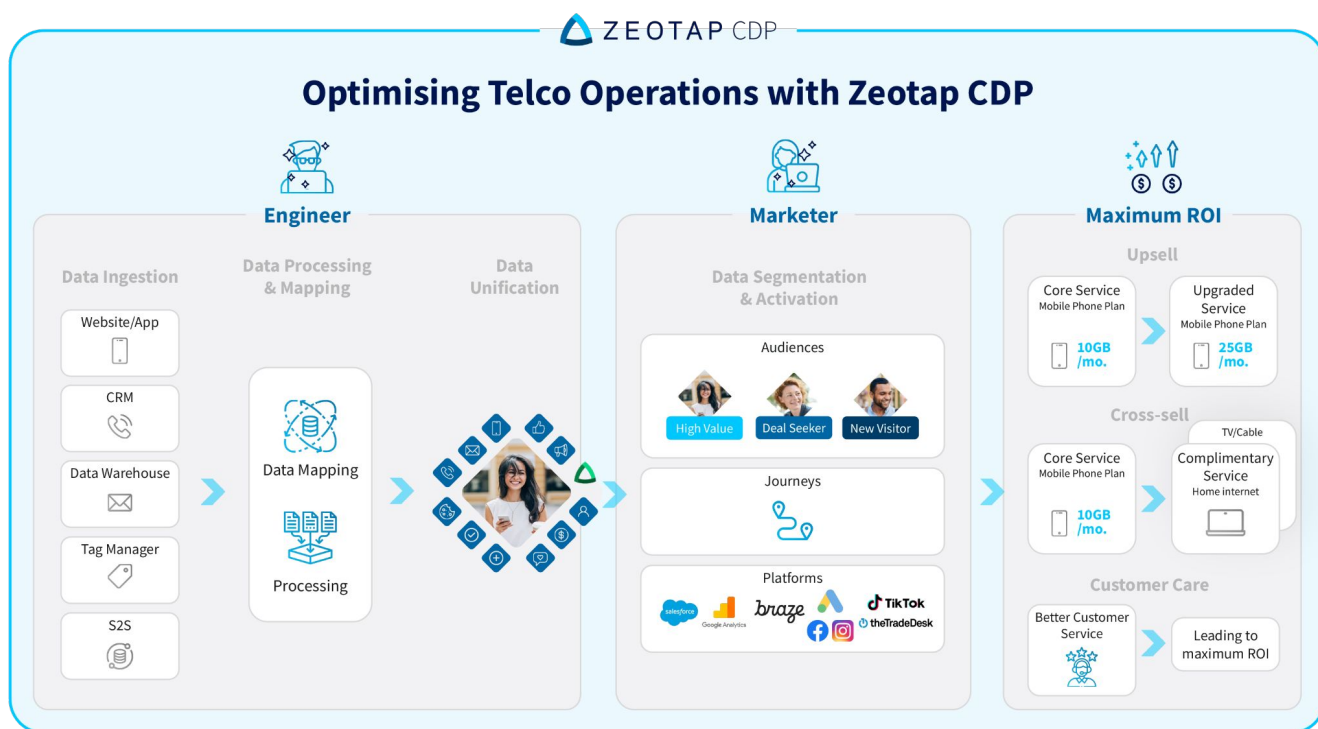 ZEOTAP CDP
Optimising Telco Operations with Zeotap CDP
Engineer
Data Ingestion
Website/App
CRM
Data Warehouse
Tag Manager
S2S
Data Processing
& Mapping
Data Mapping
Processing
Data
Unification
Marketer
Data Segmentation
& Activation
Audiences
High Value
Deal Seeker
New Visitor
Journeys
Platforms
salesforce
Google Analytics
braze
TikTok
theTradeDesk
Maximum ROI
Upsell
Core Service
Mobile Phone Plan
10GB
/mo.
Upgraded
Service
Mobile Phone Plan
25GB
/mo.
Cross-sell
Core Service
Mobile Phone Plan
10GB
/mo.
TV/Cable
Complimentary
Service
Home internet
Customer Care
Better Customer
Service
Leading to
maximum ROI